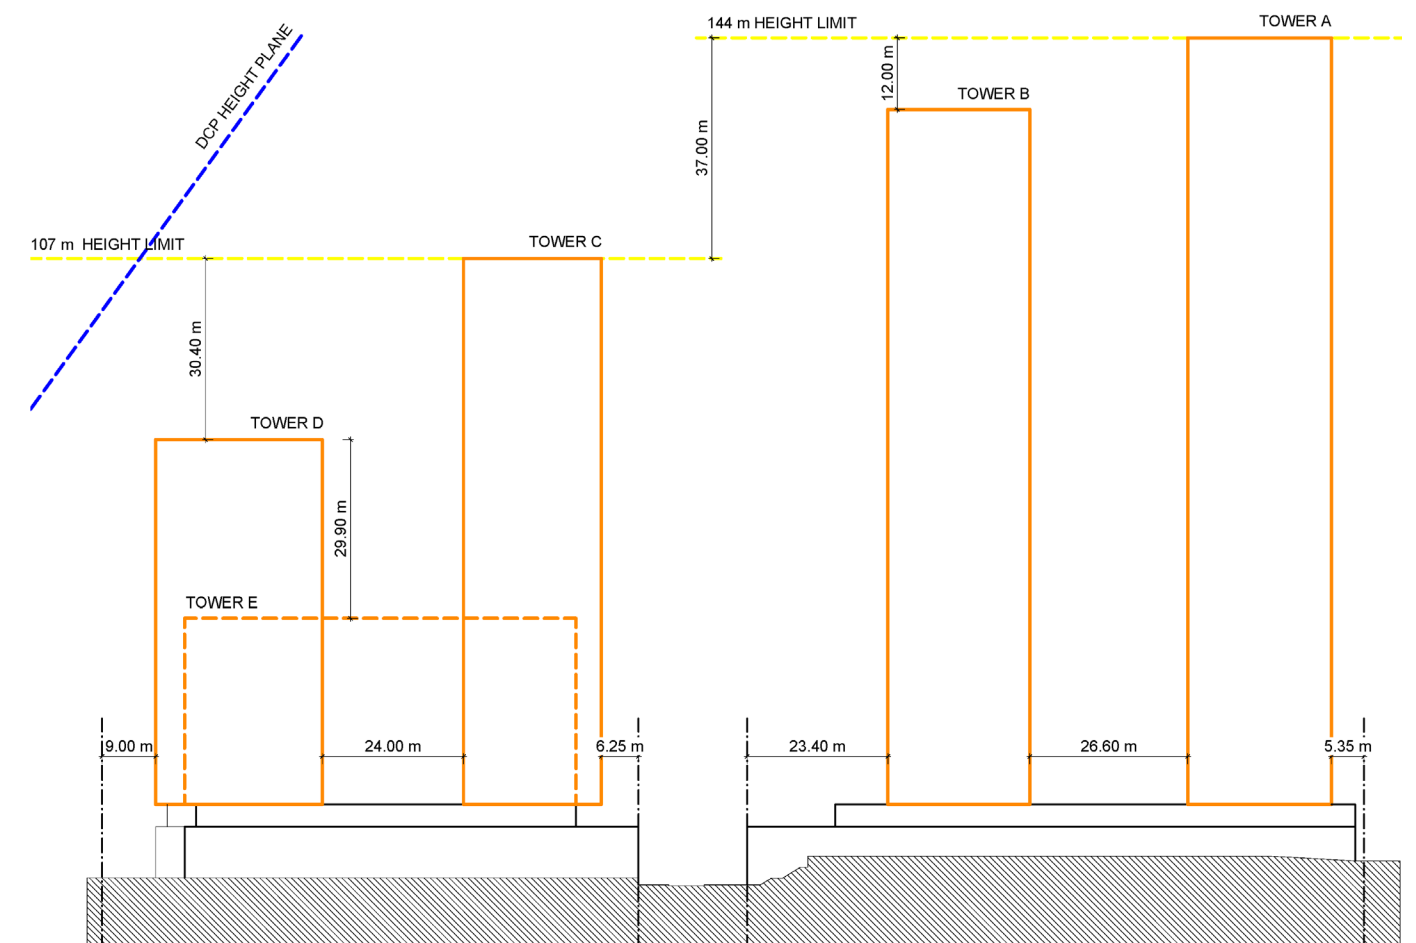 144 m HEIGHT LIMIT
TOWER A
DCP HEIGHT PLANE
12.00 m
TOWER B
37.00 m
107 m HEIGHT LIMIT
TOWER C
30.40 m
TOWER D
29.90 m
TOWER E
9.00 m
24.00 m
6.25 m
23.40 m
26.60 m
5.35 m